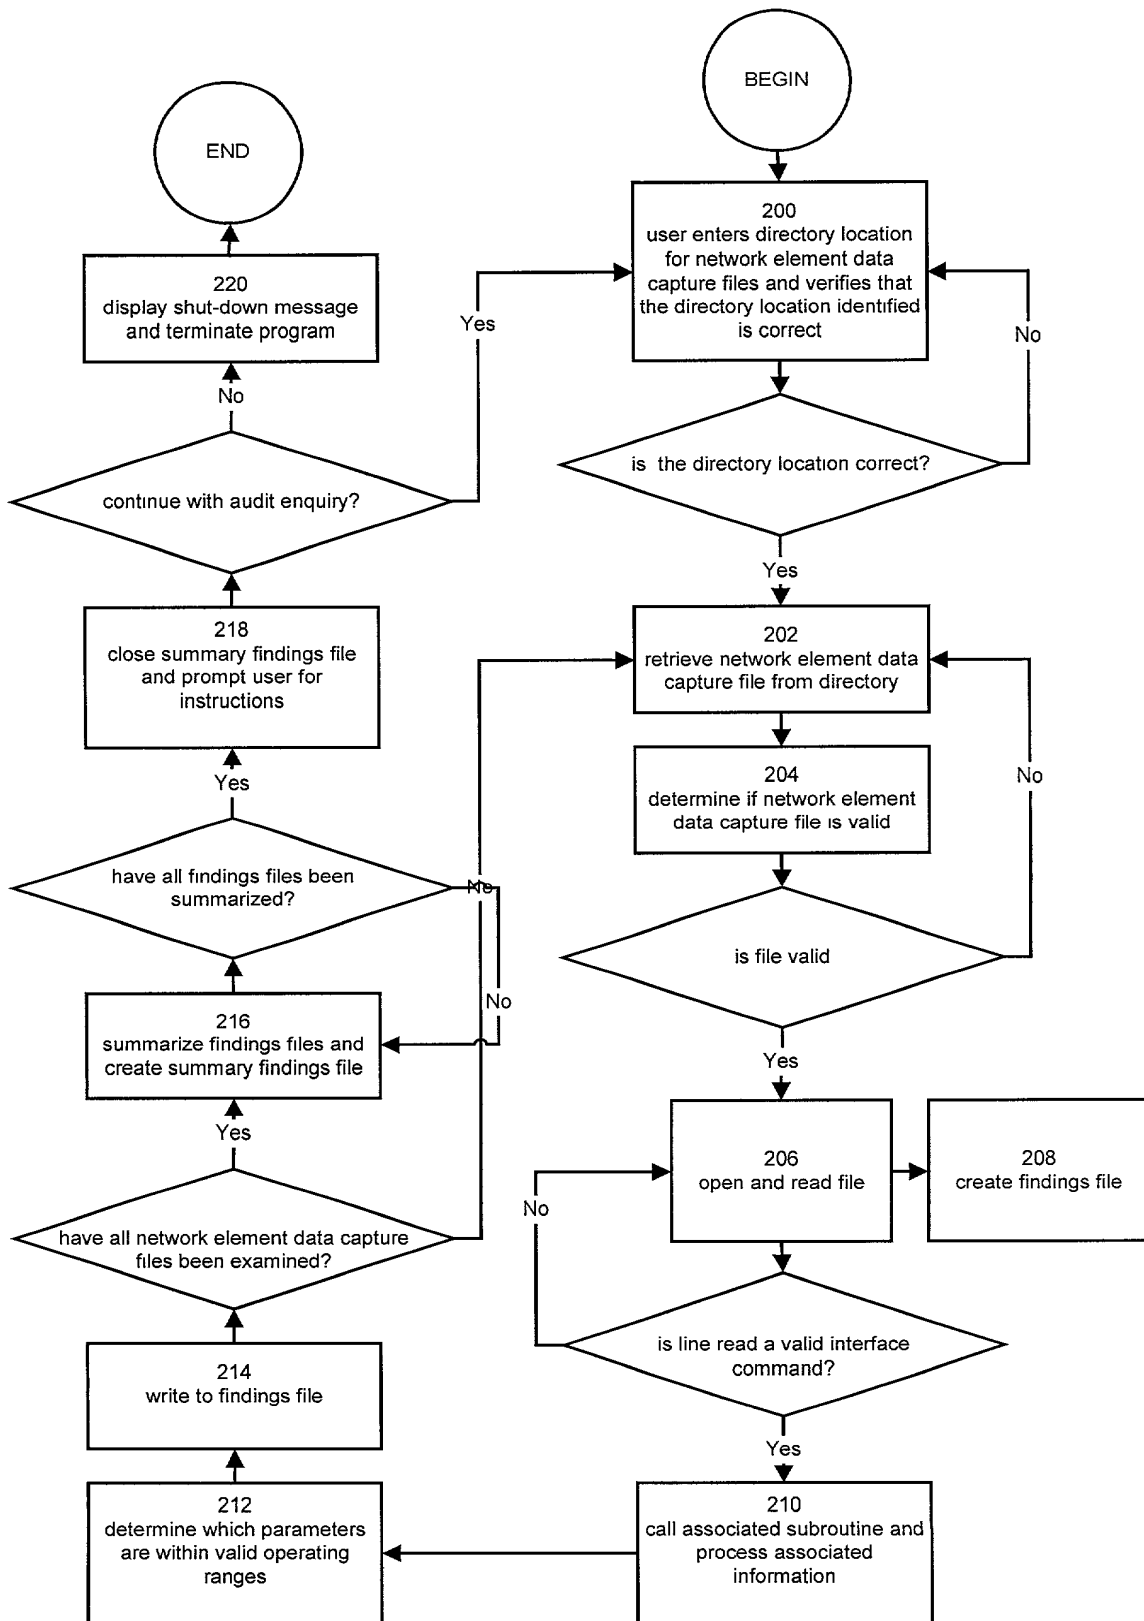 BEGIN
200
user enters directory location
for network element data
capture files and verifies that
the directory location identified
is correct
No
is the directory location correct?
Yes
202
retrieve network element data
capture file from directory
204
determine if network element
data capture file is valid
No
is file valid
Yes
206
open and read file
208
create findings file
No
is line read a valid interface
command?
Yes
210
call associated subroutine and
process associated
information
212
determine which parameters
are within valid operating
ranges
214
write to findings file
have all network element data capture
files been examined?
No
Yes
216
summarize findings files and
create summary findings file
No
have all findings files been
summarized?
Yes
218
close summary findings file
and prompt user for
instructions
continue with audit enquiry?
Yes
No
220
display shut-down message
and terminate program
END